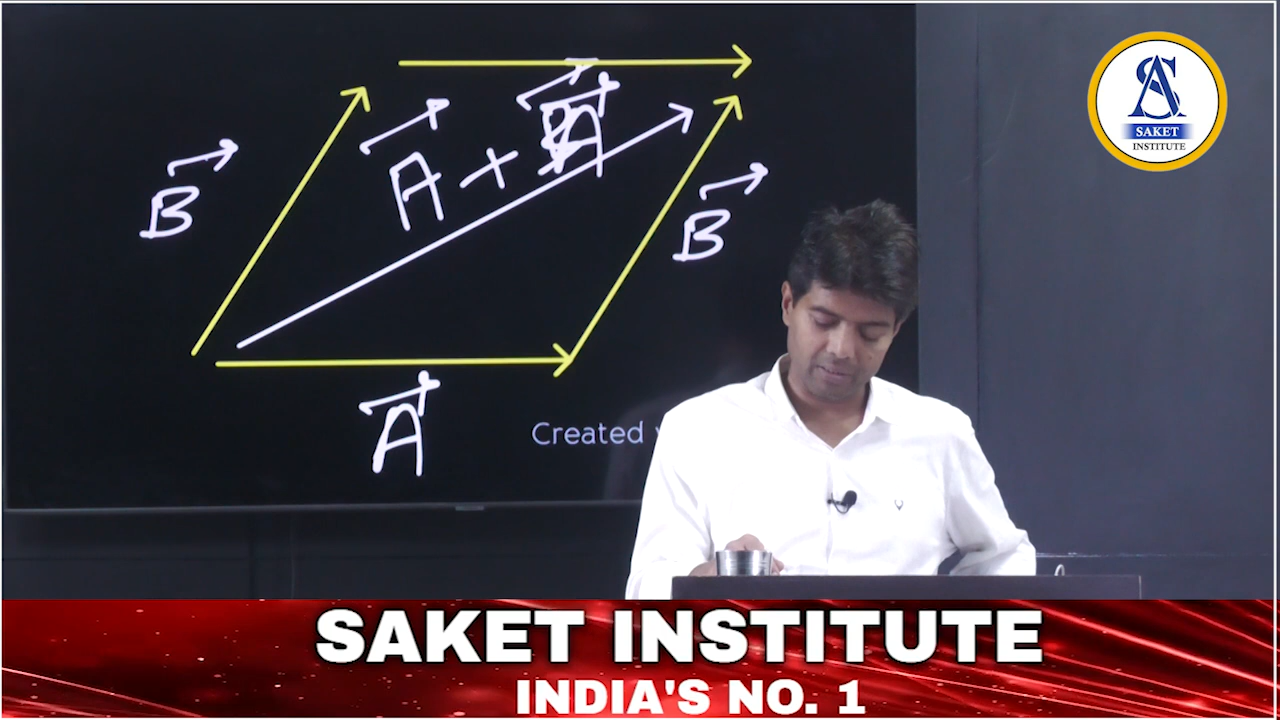 B⃗
A⃗ +
B⃗
A⃗
Created
SA
SAKET
INSTITUTE
SAKET INSTITUTE
INDIA'S NO. 1